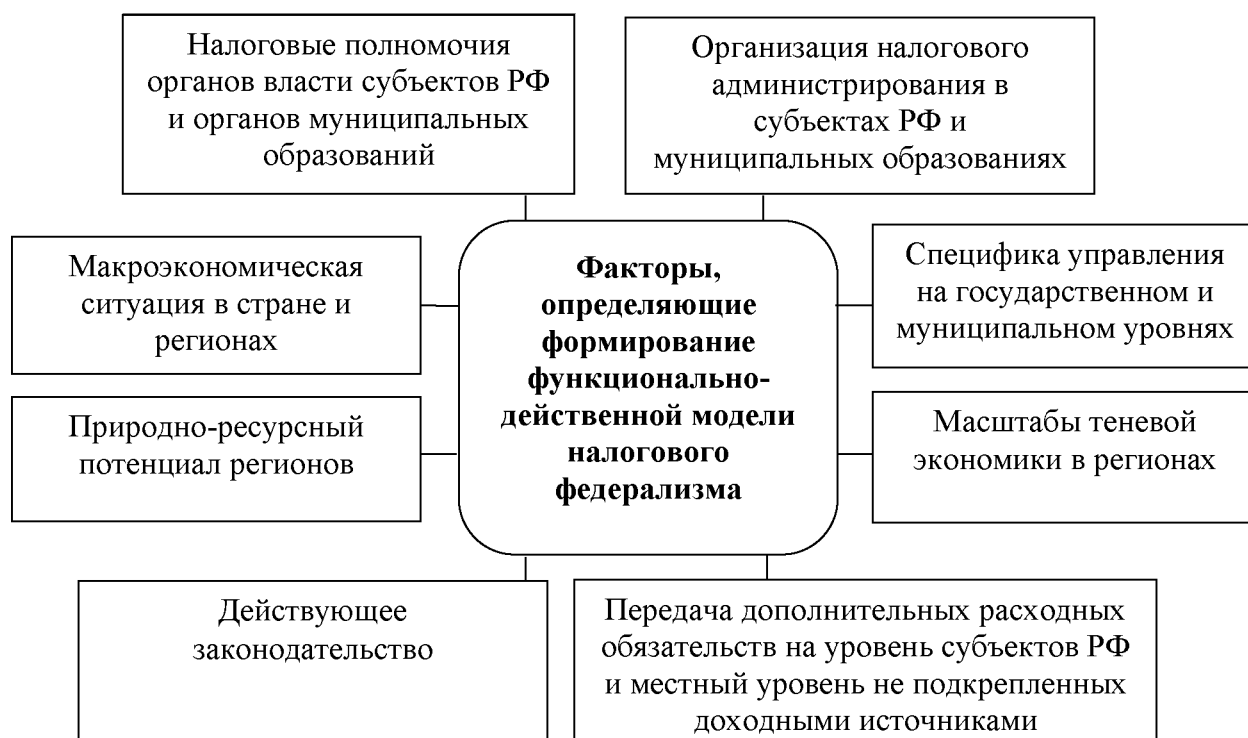 Налоговые полномочия
органов власти субъектов РФ
и органов муниципальных
образований
Организация налогового
администрирования в
субъектах РФ и
муниципальных образованиях
Макроэкономическая
ситуация в стране и
регионах
Факторы,
определяющие
формирование
функционально-
действенной модели
налогового
федерализма
Специфика управления
на государственном и
муниципальном уровнях
Природно-ресурсный
потенциал регионов
Масштабы теневой
экономики в регионах
Действующее
законодательство
Передача дополнительных расходных
обязательств на уровень субъектов РФ
и местный уровень не подкрепленных
доходными источниками